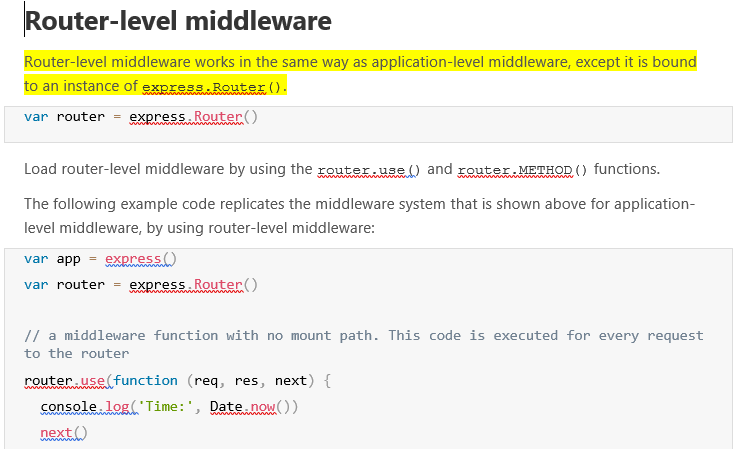 Router-level middleware
Router-level middleware works in the same way as application-level middleware, except it is bound
to an instance of express.Router().
var router = express.Router()
Load router-level middleware by using the router.use() and router.METHOD() functions.
The following example code replicates the middleware system that is shown above for application-
level middleware, by using router-level middleware:
var app = express()
var router = express.Router()
// a middleware function with no mount path. This code is executed for every request
to the router
router.use(function (req, res, next) {
  console.log('Time:', Date.now())
  next()